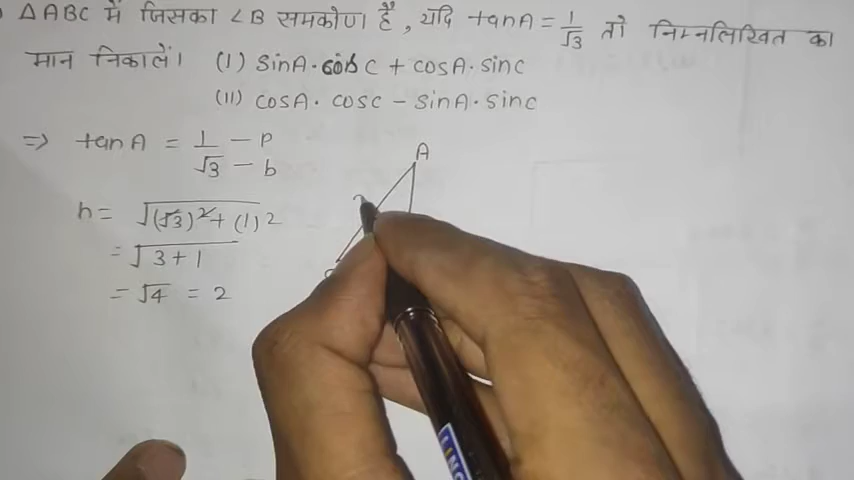 ΔABC में जिसका ∠B समकोण है, यदि tanA = 1/√3 तो निम्नलिखित का
मान निकालें। (I) sinA·cosC + cosA·sinC
(II) cosA·cosC - sinA·sinC
⇒ tanA = 1/√3 - p - b
h = √(√3)² + (1)2
= √3+1
= √4 = 2
A
LINC